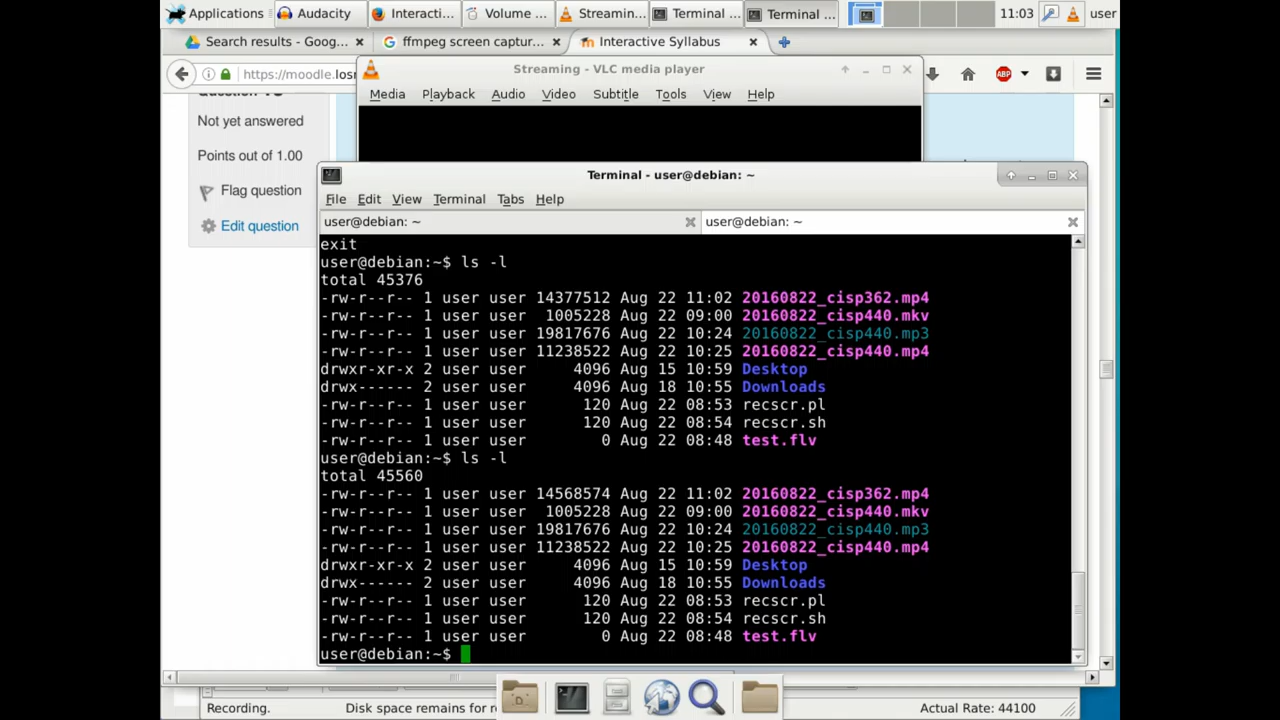 Applications Audacity Interacti... Volume ... Streamin... Terminal ... Terminal ... 11:03 user
Search results - Goog... ffmpeg screen captur... Interactive Syllabus
https://moodle.losr
Streaming - VLC media player
Media Playback Audio Video Subtitle Tools View Help
ABP
Not yet answered
Points out of 1.00
Flag question
Edit question
Terminal - user@debian: ~
File Edit View Terminal Tabs Help
user@debian: ~ user@debian: ~
exit
user@debian:~$ ls -l
total 45376
-rw-r--r-- 1 user user 14377512 Aug 22 11:02 20160822_cisp362.mp4
-rw-r--r-- 1 user user 1005228 Aug 22 09:00 20160822_cisp440.mkv
-rw-r--r-- 1 user user 19817676 Aug 22 10:24 20160822_cisp440.mp3
-rw-r--r-- 1 user user 11238522 Aug 22 10:25 20160822_cisp440.mp4
drwxr-xr-x 2 user user 4096 Aug 15 10:59 Desktop
drwx------ 2 user user 4096 Aug 18 10:55 Downloads
-rw-r--r-- 1 user user 120 Aug 22 08:53 recscr.pl
-rw-r--r-- 1 user user 120 Aug 22 08:54 recscr.sh
-rw-r--r-- 1 user user 0 Aug 22 08:48 test.flv
user@debian:~$ ls -l
total 45560
-rw-r--r-- 1 user user 14568574 Aug 22 11:02 20160822_cisp362.mp4
-rw-r--r-- 1 user user 1005228 Aug 22 09:00 20160822_cisp440.mkv
-rw-r--r-- 1 user user 19817676 Aug 22 10:24 20160822_cisp440.mp3
-rw-r--r-- 1 user user 11238522 Aug 22 10:25 20160822_cisp440.mp4
drwxr-xr-x 2 user user 4096 Aug 15 10:59 Desktop
drwx------ 2 user user 4096 Aug 18 10:55 Downloads
-rw-r--r-- 1 user user 120 Aug 22 08:53 recscr.pl
-rw-r--r-- 1 user user 120 Aug 22 08:54 recscr.sh
-rw-r--r-- 1 user user 0 Aug 22 08:48 test.flv
user@debian:~$
Recording. Disk space remains for r Actual Rate: 44100